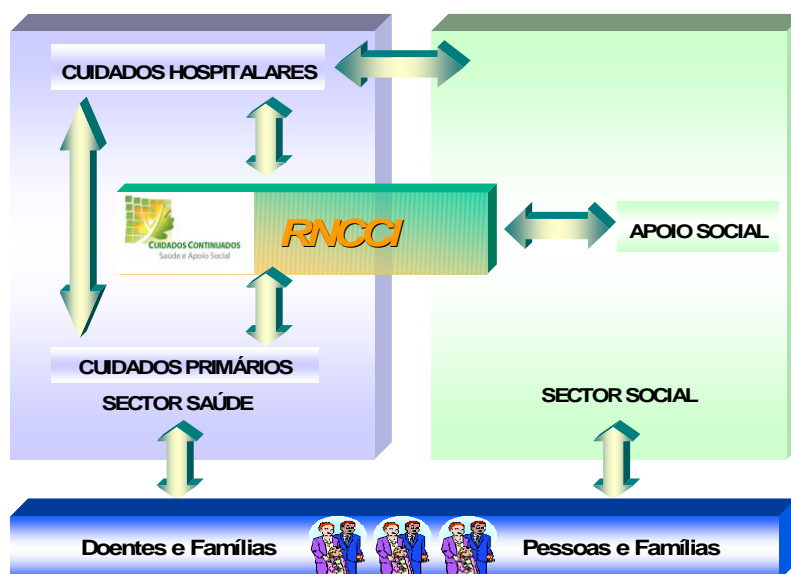 CUIDADOS HOSPITALARES
RNCCI
CUIDADOS CONTINUADOS
Saúde e Apoio Social
APOIO SOCIAL
CUIDADOS PRIMÁRIOS
SECTOR SAÚDE
SECTOR SOCIAL
Doentes e Famílias
Pessoas e Famílias